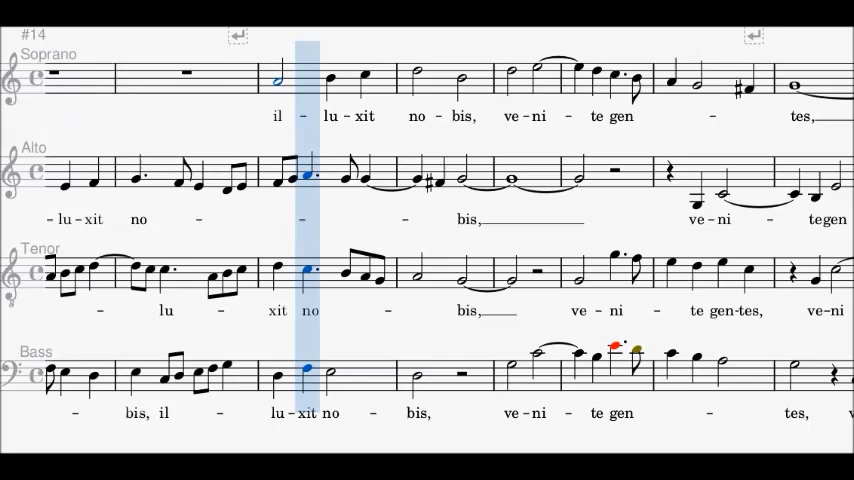 #14
Soprano
il - lu - xit no - bis, ve - ni - te gen - tes,
Alto
- lu - xit no - - - - bis, ve - ni - tegen
Tenor
- lu - xit no - bis, ve - ni - te gen-tes, ve-ni
8
Bass
- bis, il - lu - xit no - bis, ve - ni - te gen - tes,